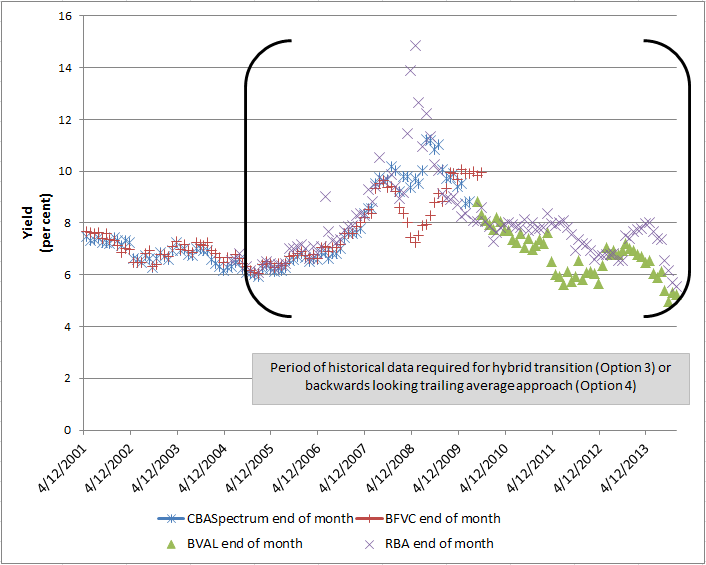 16
14
12
10
8
6
4
2
0
Yield
(per cent)
Period of historical data required for hybrid transition (Option 3) or
backwards looking trailing average approach (Option 4)
4/12/2001
4/12/2002
4/12/2003
4/12/2004
4/12/2005
4/12/2006
4/12/2007
4/12/2008
4/12/2009
4/12/2010
4/12/2011
4/12/2012
4/12/2013
CBASpectrum end of month
BFVC end of month
BVAL end of month
RBA end of month